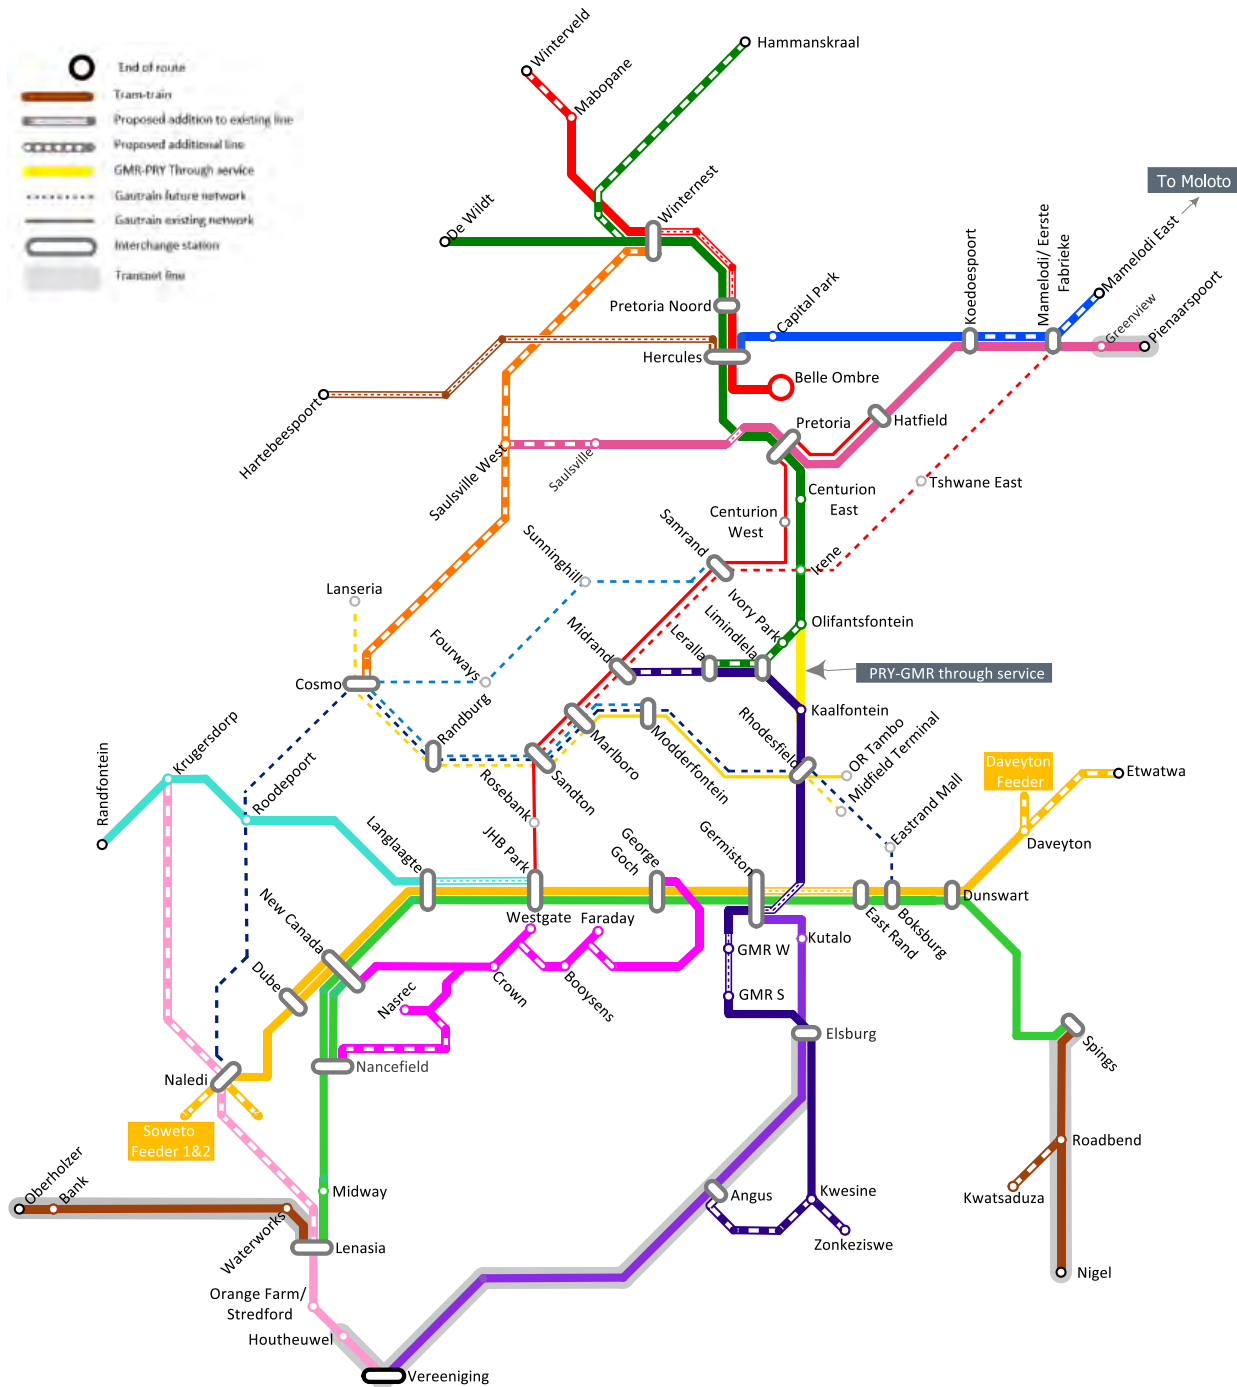 End of route
Tram-train
Proposed addition to existing line
Proposed additional line
GMR-PRY Through service
Gautrain future network
Gautrain existing network
Interchange station
Transnet line
Winterveld
Mabopane
Hammanskraal
De Wildt
Winternest
To Moloto
Mamelodi East
Pretoria Noord
Capital Park
Koedoespoort
Mamelodi/ Eerste
Fabrieke
Greenview
Pienaarspoort
Hercules
Belle Ombre
Hartebeespoort
Saulsville West
Saulsville
Pretoria
Hatfield
Tshwane East
Centurion
East
Centurion
West
Samrand
Irene
Sunninghill
Lanseria
Ivory Park
Limindlela
Olifantsfontein
Fourways
Midrand
Leralla
PRY-GMR through service
Cosmo
Kaalfontein
Randburg
Marlboro
Modderfontein
Rhodesfield
OR Tambo
Midfield Terminal
Krugersdorp
Randfontein
Roodepoort
Rosebank
Sandton
Eastrand Mall
Daveyton
Feeder
Etwatwa
Daveyton
Langlaagte
JHB Park
George
Goch
Germiston
Dunswart
New Canada
Westgate
Faraday
East Rand
Boksburg
Kutalo
Dube
Nasrec
Crown
Booysens
GMR W
GMR S
Elsburg
Spings
Naledi
Nancefield
Soweto
Feeder 1&2
Roadbend
Kwatsaduza
Oberholzer
Bank
Midway
Angus
Kwesine
Waterworks
Lenasia
Zonkeziswe
Nigel
Orange Farm/
Stredford
Houtheuwel
Vereeniging